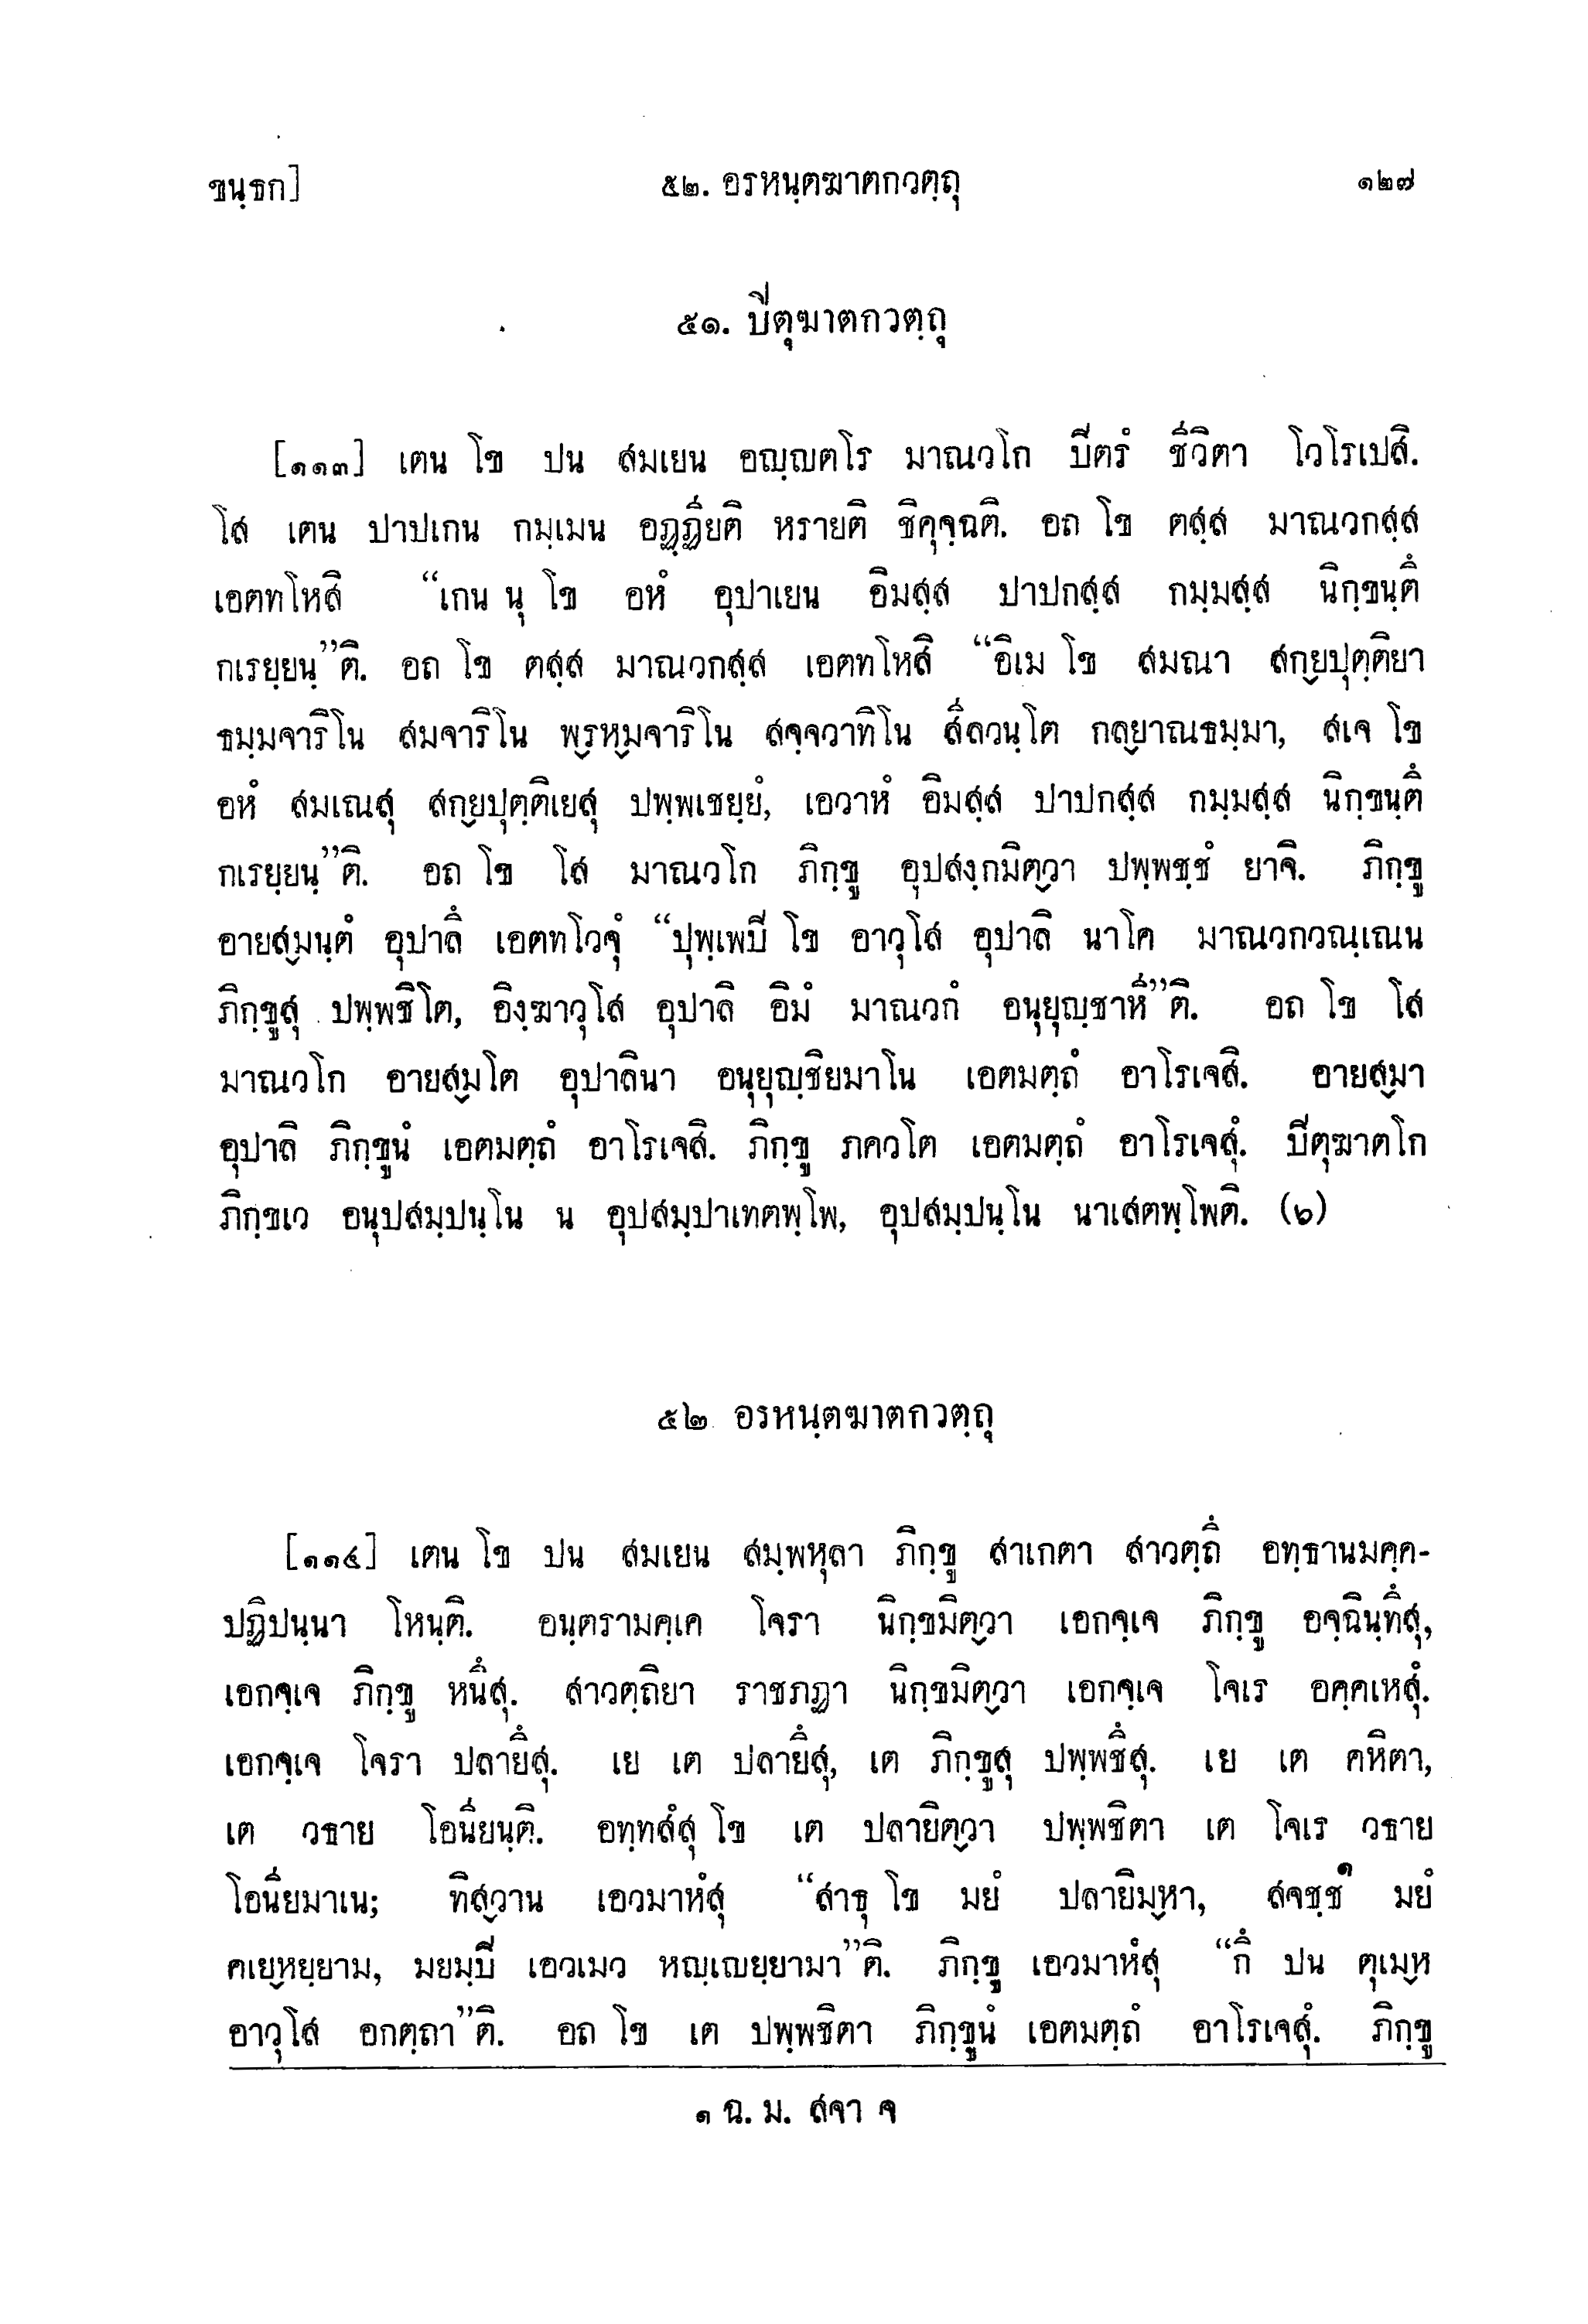 ขนฺธก]
๕๒. อรหนฺตฆาตกวตฺถุ
๑๒๗
๕๑. ปิตุฆาตกวตฺถุ
[๑๑๓] เตน โข ปน สมเยน อญฺญตโร มาณวโก ปิตรํ ชีวิตา โวโรเปสิ.
โส เตน ปาปเกน กมฺเมน อฏฺฏียติ หรายติ ชิคุจฺฉติ. อถ โข ตสฺส มาณวกสฺส
เอตทโหสิ “เกน นุ โข อหํ อุปาเยน อิมสฺส ปาปกสฺส กมฺมสฺส นิกฺขนฺตึ
กเรยฺยนฺ”ติ. อถ โข ตสฺส มาณวกสฺส เอตทโหสิ “อิเม โข สมณา สกฺยปุตฺติยา
ธมฺมจาริโน สมจาริโน พฺรหฺมจาริโน สจฺจวาทิโน สีลวนฺโต กลฺยาณธมฺมา, สเจ โข
อหํ สมเณสุ สกฺยปุตฺติเยสุ ปพฺพเชยฺยํ, เอวาหํ อิมสฺส ปาปกสฺส กมฺมสฺส นิกฺขนฺตึ
กเรยฺยนฺ”ติ. อถ โข โส มาณวโก ภิกฺขู อุปสงฺกมิตฺวา ปพฺพชฺชํ ยาจิ. ภิกฺขู
อายสฺมนฺตํ อุปาลึ เอตทโวจุํ “ปุพฺเพปิ โข อาวุโส อุปาลิ นาโค มาณวกวณฺเณน
ภิกฺขูสุ ปพฺพชิโต, อิงฺฆาวุโส อุปาลิ อิมํ มาณวกํ อนุยุญฺชาหี”ติ. อถ โข โส
มาณวโก อายสฺมโต อุปาลินา อนุยุญฺชิยมาโน เอตมตฺถํ อาโรเจสิ. อายสฺมา
อุปาลิ ภิกฺขูนํ เอตมตฺถํ อาโรเจสิ. ภิกฺขู ภควโต เอตมตฺถํ อาโรเจสุํ. ปิตุฆาตโก
ภิกฺขเว อนุปสมฺปนฺโน น อุปสมฺปาเทตพฺโพ, อุปสมฺปนฺโน นาเสตพฺโพติ. (๖)
๕๒ อรหนฺตฆาตกวตฺถุ
[๑๑๔] เตน โข ปน สมเยน สมฺพหุลา ภิกฺขู สาเกตา สาวตฺถึ อทฺธานมคฺค-
ปฏิปนฺนา โหนฺติ. อนฺตรามคฺเค โจรา นิกฺขมิตฺวา เอกจฺเจ ภิกฺขู อจฺฉินฺทึสุ,
เอกจฺเจ ภิกฺขู หนึสุ. สาวตฺถิยา ราชภฏา นิกฺขมิตฺวา เอกจฺเจ โจเร อคฺคเหสุํ.
เอกจฺเจ โจรา ปลายึสุ. เย เต ปลายึสุ, เต ภิกฺขูสุ ปพฺพชึสุ. เย เต คหิตา,
เต วธาย โอนียนฺติ. อทฺทสํสุ โข เต ปลายิตฺวา ปพฺพชิตา เต โจเร วธาย
โอนียมาเน; ทิสฺวาน เอวมาหํสุ “สาธุ โข มยํ ปลายิมฺหา, สจชฺช๑ มยํ
คเยฺหยฺยาม, มยมฺปิ เอวเมว หญฺเญยฺยามา”ติ. ภิกฺขู เอวมาหํสุ “กึ ปน ตุเมฺห
อาวุโส อกตฺถา”ติ. อถ โข เต ปพฺพชิตา ภิกฺขูนํ เอตมตฺถํ อาโรเจสุํ. ภิกฺขู
๑ ฉ. ม. สจา จ